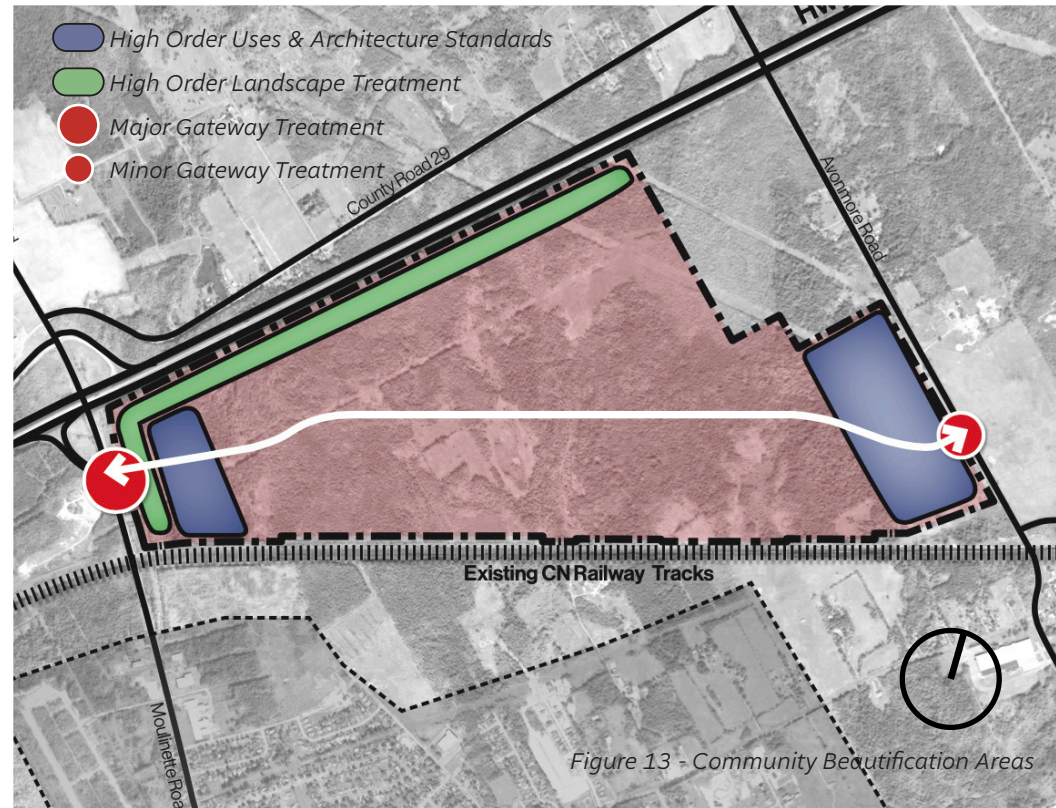 High Order Uses & Architecture Standards
High Order Landscape Treatment
Major Gateway Treatment
Minor Gateway Treatment
County Road 29
Avonmore Road
Existing CN Railway Tracks
Moulinette Roa
Figure 13 - Community Beautification Areas